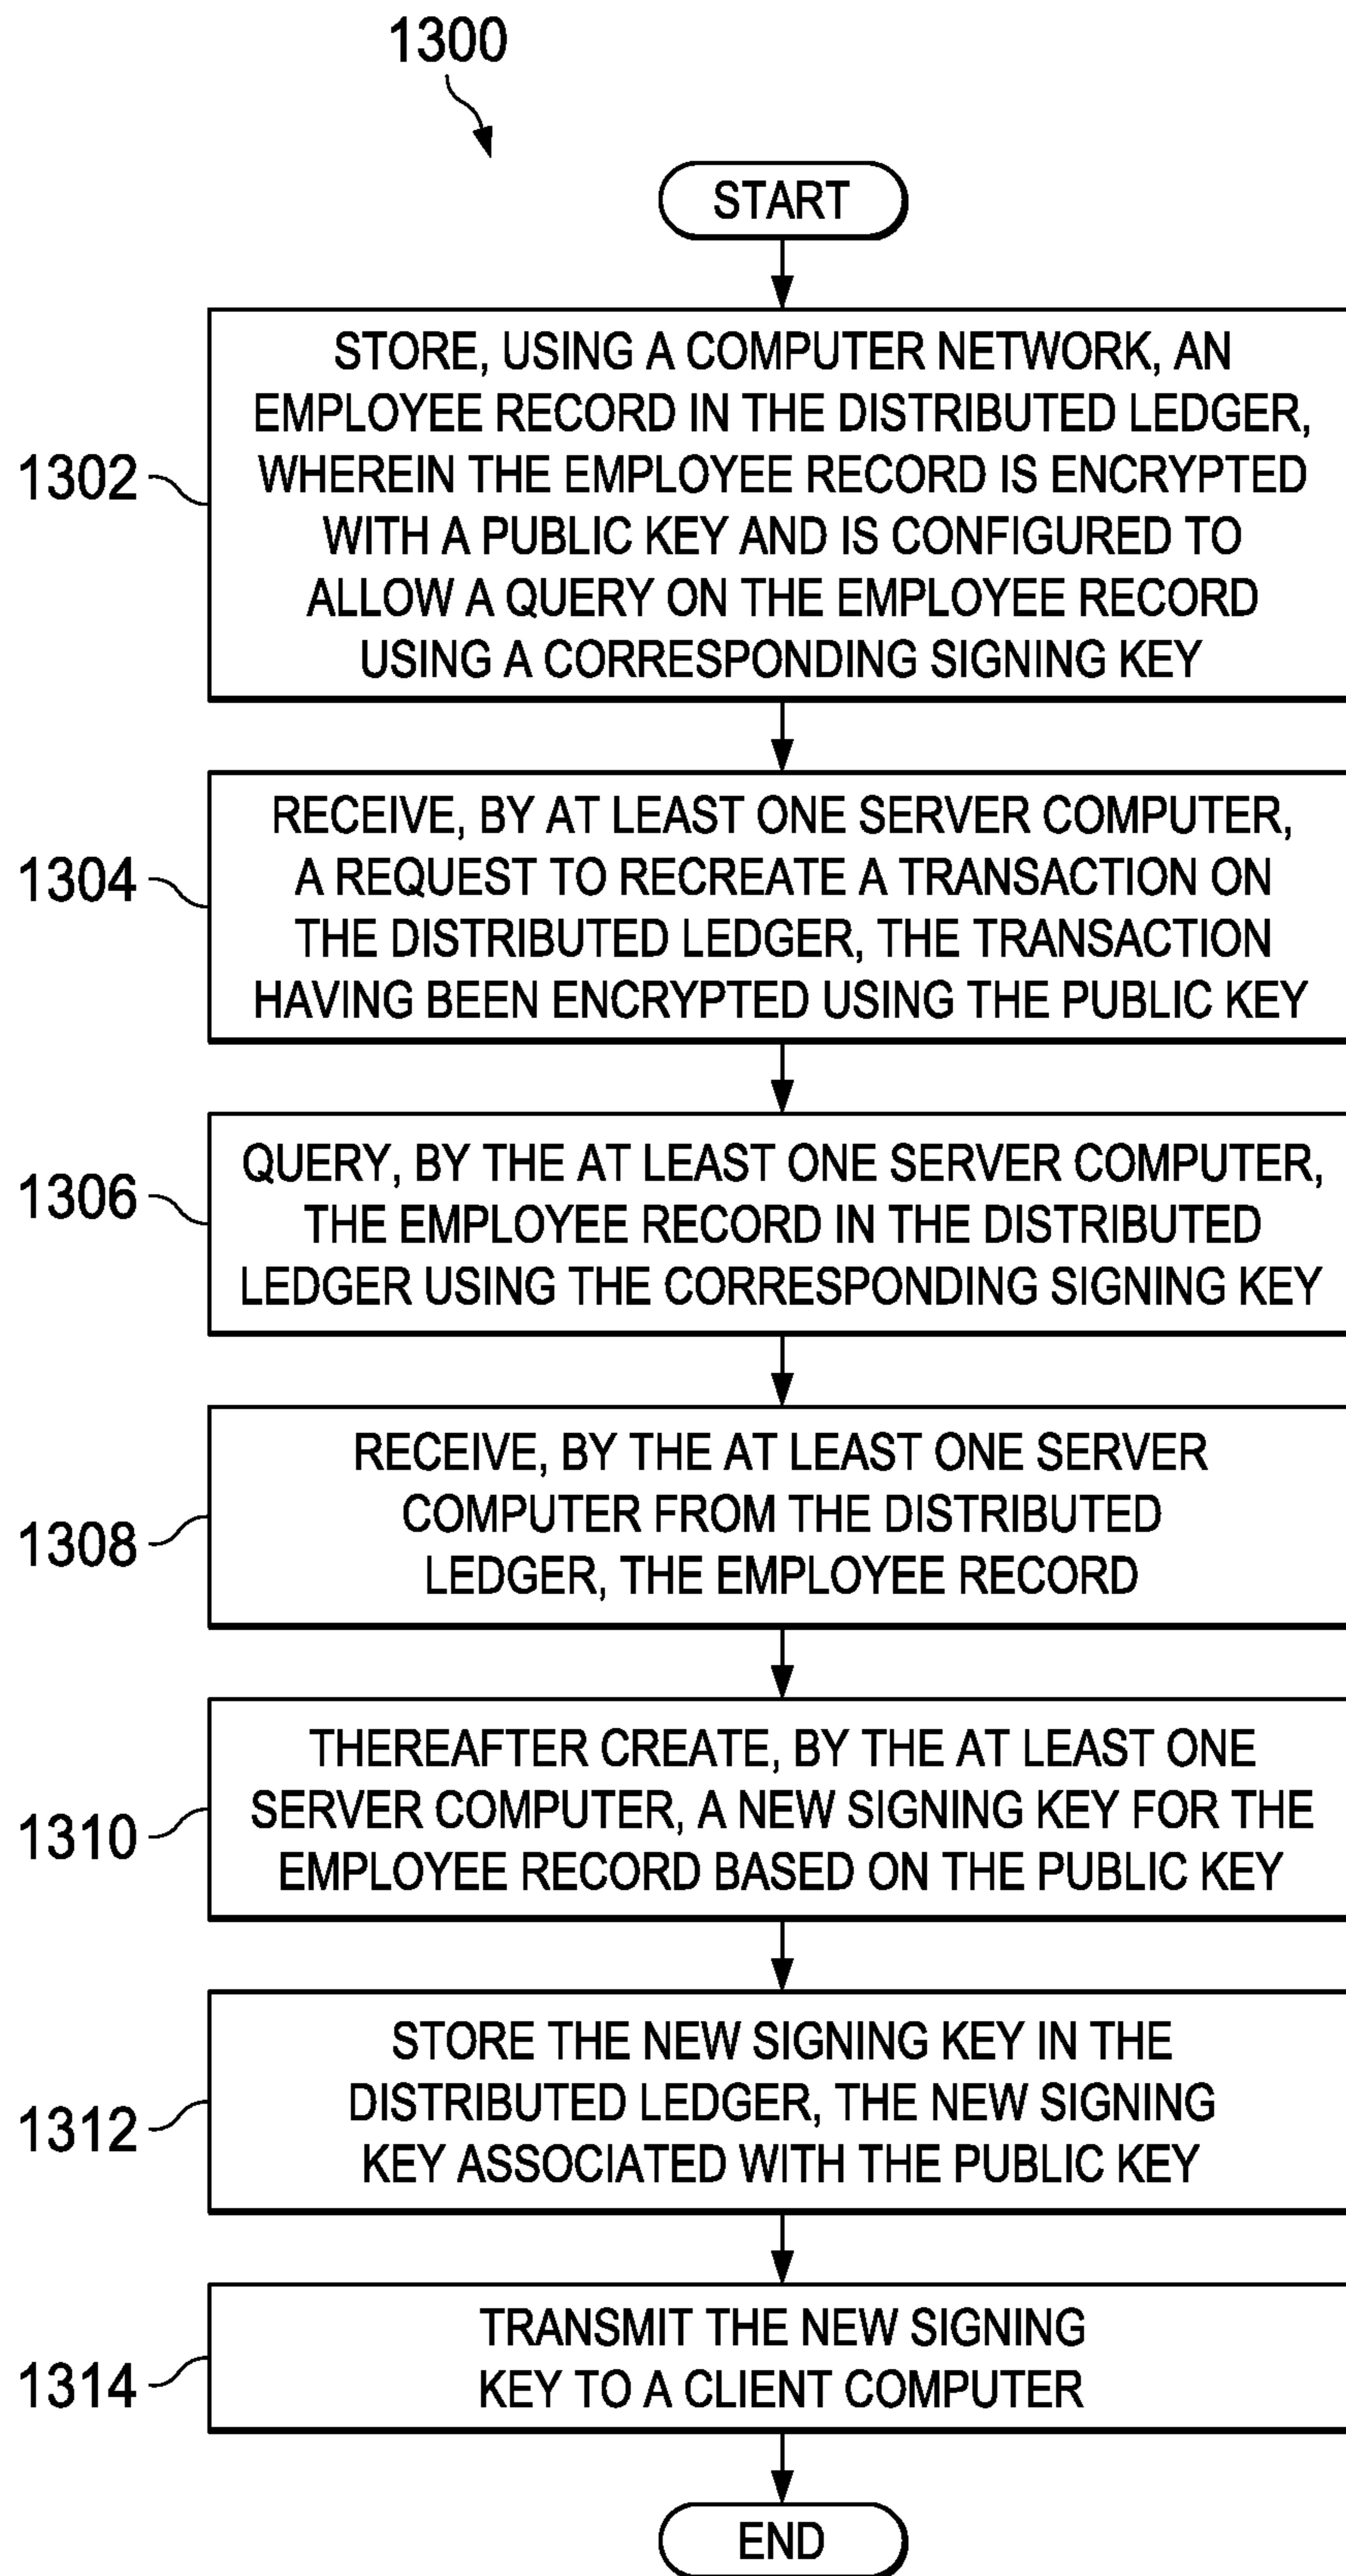 1300
START
1302
STORE, USING A COMPUTER NETWORK, AN
EMPLOYEE RECORD IN THE DISTRIBUTED LEDGER,
WHEREIN THE EMPLOYEE RECORD IS ENCRYPTED
WITH A PUBLIC KEY AND IS CONFIGURED TO
ALLOW A QUERY ON THE EMPLOYEE RECORD
USING A CORRESPONDING SIGNING KEY
1304
RECEIVE, BY AT LEAST ONE SERVER COMPUTER,
A REQUEST TO RECREATE A TRANSACTION ON
THE DISTRIBUTED LEDGER, THE TRANSACTION
HAVING BEEN ENCRYPTED USING THE PUBLIC KEY
1306
QUERY, BY THE AT LEAST ONE SERVER COMPUTER,
THE EMPLOYEE RECORD IN THE DISTRIBUTED
LEDGER USING THE CORRESPONDING SIGNING KEY
1308
RECEIVE, BY THE AT LEAST ONE SERVER
COMPUTER FROM THE DISTRIBUTED
LEDGER, THE EMPLOYEE RECORD
1310
THEREAFTER CREATE, BY THE AT LEAST ONE
SERVER COMPUTER, A NEW SIGNING KEY FOR THE
EMPLOYEE RECORD BASED ON THE PUBLIC KEY
1312
STORE THE NEW SIGNING KEY IN THE
DISTRIBUTED LEDGER, THE NEW SIGNING
KEY ASSOCIATED WITH THE PUBLIC KEY
1314
TRANSMIT THE NEW SIGNING
KEY TO A CLIENT COMPUTER
END